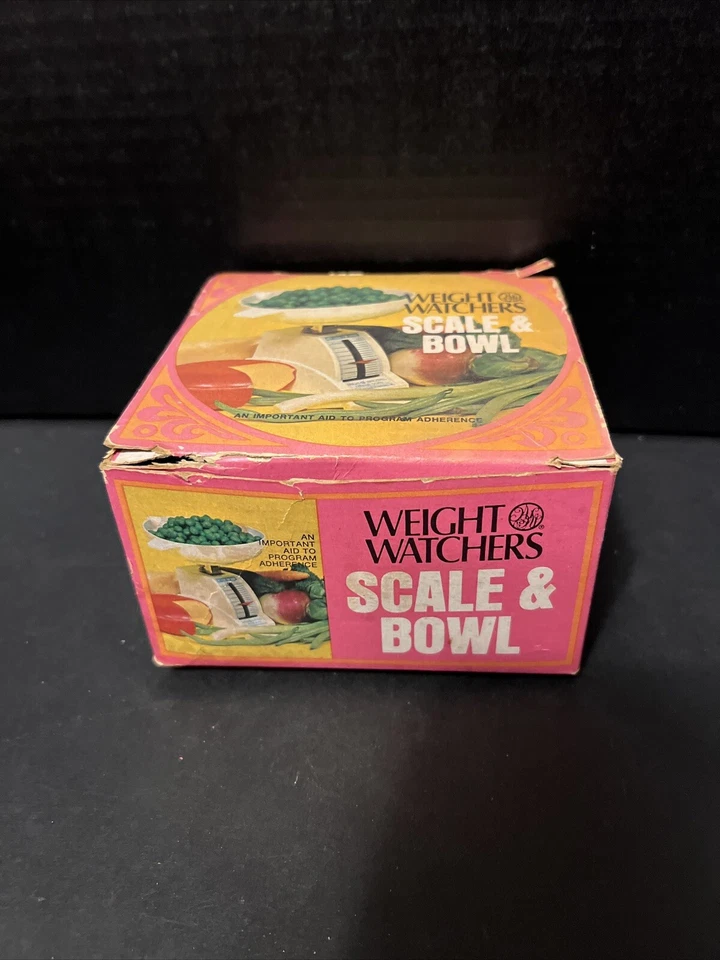 WEIGHT
WATCHERS
SCALE &
BOWL
AN IMPORTANT AID TO PROGRAM ADHERENCE
AN
IMPORTANT
AID TO
PROGRAM
ADHERENCE
WEIGHT
WATCHERS®
SCALE &
BOWL